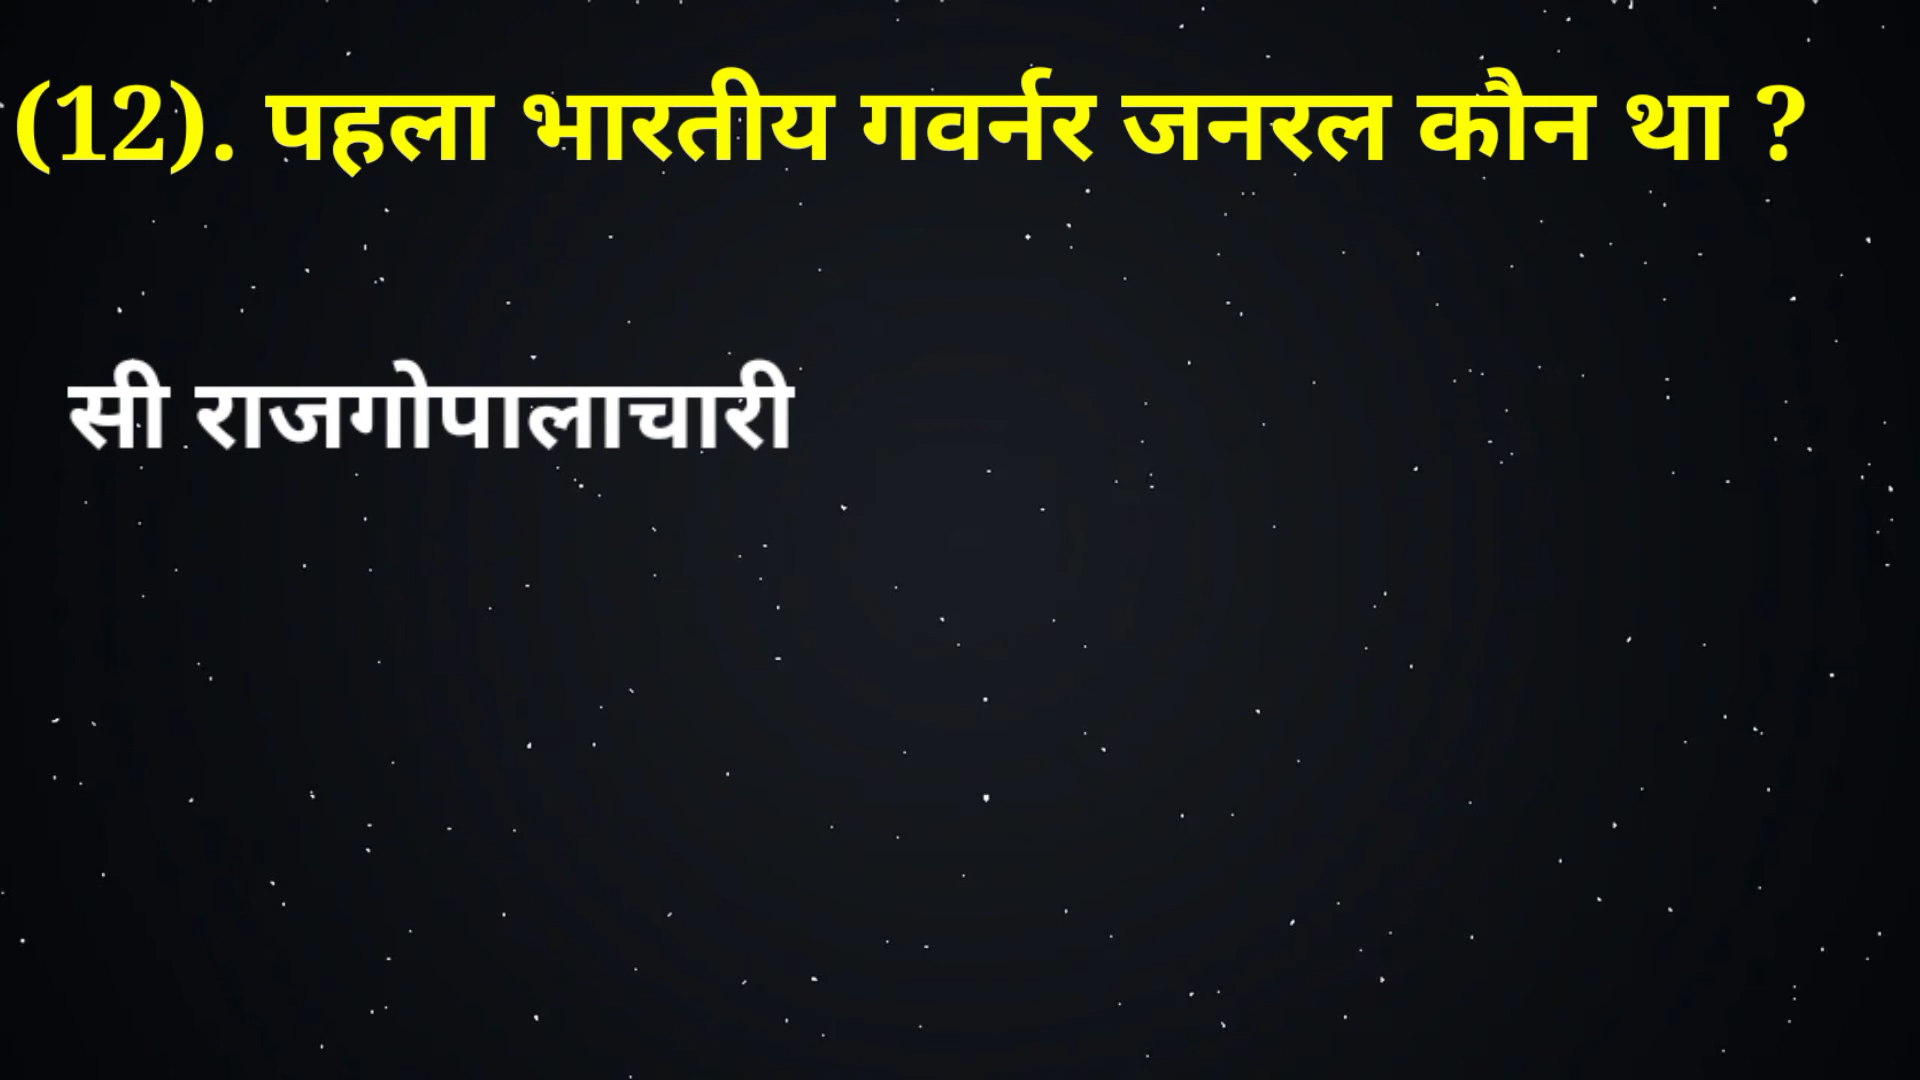 (12). पहला भारतीय गवर्नर जनरल कौन था ?
सी राजगोपालाचारी